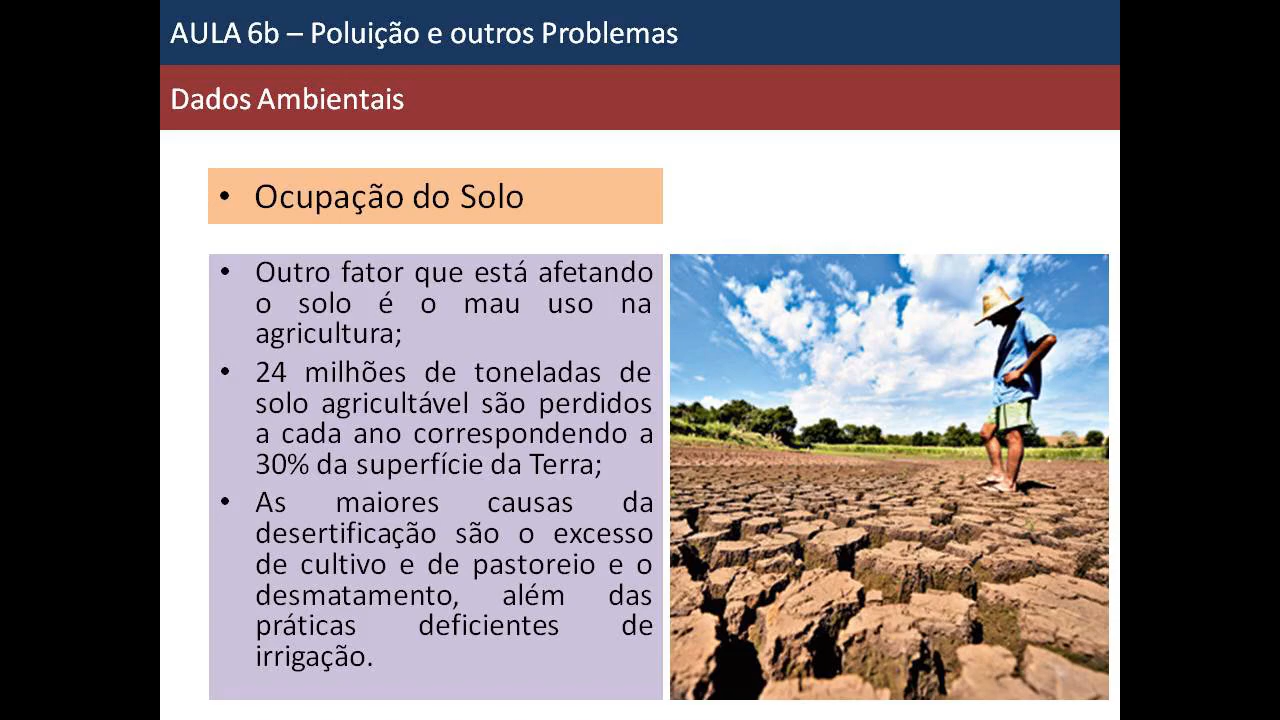 AULA 6b – Poluição e outros Problemas
Dados Ambientais
• Ocupação do Solo
• Outro fator que está afetando
o solo é o mau uso na
agricultura;
• 24 milhões de toneladas de
solo agricultável são perdidos
a cada ano correspondendo a
30% da superfície da Terra;
• As maiores causas da
desertificação são o excesso
de cultivo e de pastoreio e o
desmatamento, além das
práticas deficientes de
irrigação.